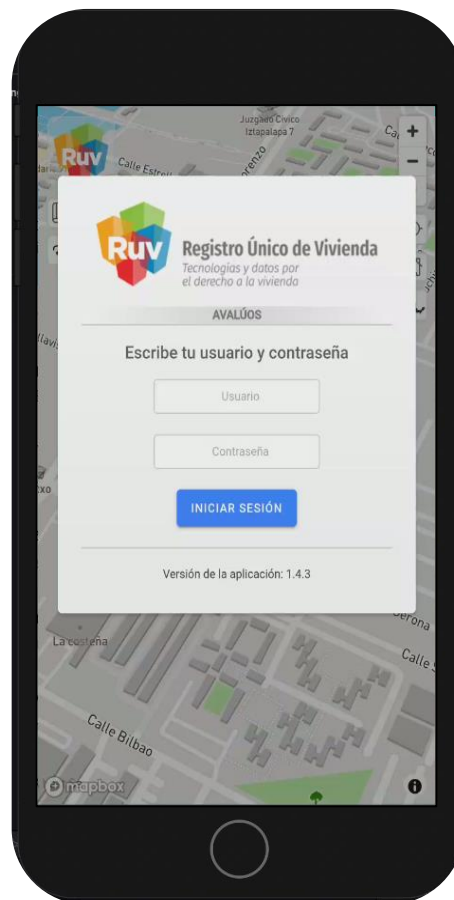 Juzgado Cívico
Iztapalapa 7
Ruv
Calle
+
−
Ruv
Registro Único de Vivienda
Tecnologías y datos por
el derecho a la vivienda
AVALÚOS
Escribe tu usuario y contraseña
Usuario
Contraseña
INICIAR SESIÓN
Versión de la aplicación: 1.4.3
La costeña
Calle
Calle Bilbao
mapbox